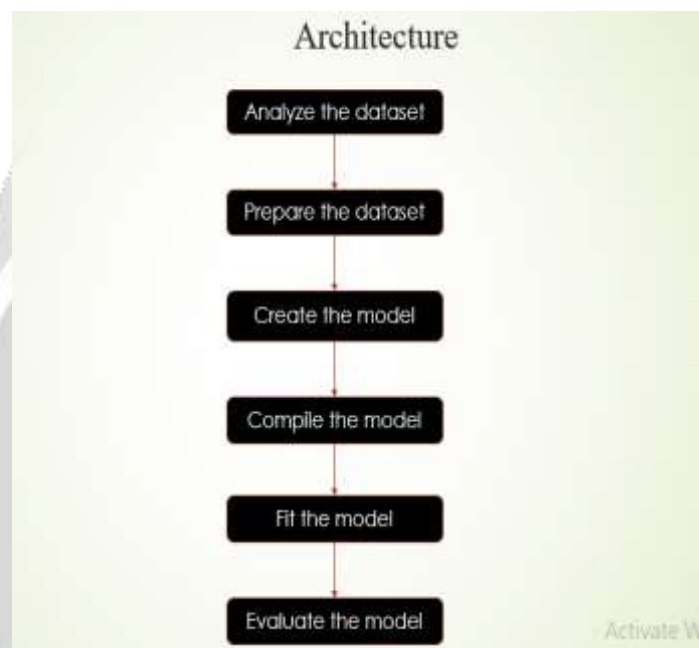 Architecture
Analyze the dataset
Prepare the dataset
Create the model
Compile the model
Fit the model
Evaluate the model
Activate W